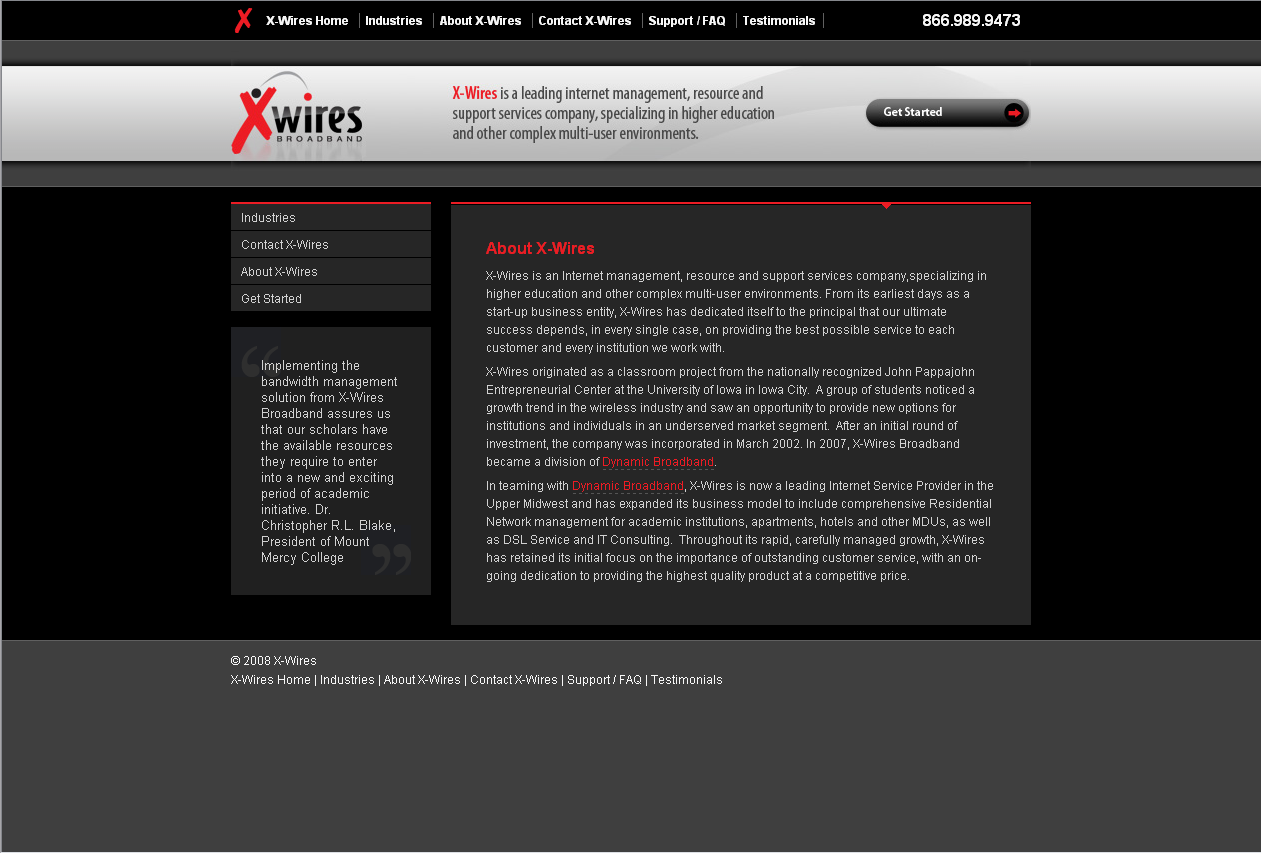 X-Wires Home Industries About X-Wires Contact X-Wires Support / FAQ Testimonials 866.989.9473
Xwires
BROADBAND
X-Wires is a leading internet management, resource and
support services company, specializing in higher education
and other complex multi-user environments.
Get Started
Industries
Contact X-Wires
About X-Wires
Get Started
“
Implementing the
bandwidth management
solution from X-Wires
Broadband assures us
that our scholars have
the available resources
they require to enter
into a new and exciting
period of academic
initiative. Dr.
Christopher R.L. Blake,
President of Mount
Mercy College
”
About X-Wires
X-Wires is an Internet management, resource and support services company,specializing in
higher education and other complex multi-user environments. From its earliest days as a
start-up business entity, X-Wires has dedicated itself to the principal that our ultimate
success depends, in every single case, on providing the best possible service to each
customer and every institution we work with.
X-Wires originated as a classroom project from the nationally recognized John Pappajohn
Entrepreneurial Center at the University of Iowa in Iowa City.  A group of students noticed a
growth trend in the wireless industry and saw an opportunity to provide new options for
institutions and individuals in an underserved market segment.  After an initial round of
investment, the company was incorporated in March 2002. In 2007, X-Wires Broadband
became a division of Dynamic Broadband.
In teaming with Dynamic Broadband, X-Wires is now a leading Internet Service Provider in the
Upper Midwest and has expanded its business model to include comprehensive Residential
Network management for academic institutions, apartments, hotels and other MDUs, as well
as DSL Service and IT Consulting.  Throughout its rapid, carefully managed growth, X-Wires
has retained its initial focus on the importance of outstanding customer service, with an on-
going dedication to providing the highest quality product at a competitive price.
© 2008 X-Wires
X-Wires Home | Industries | About X-Wires | Contact X-Wires | Support / FAQ | Testimonials